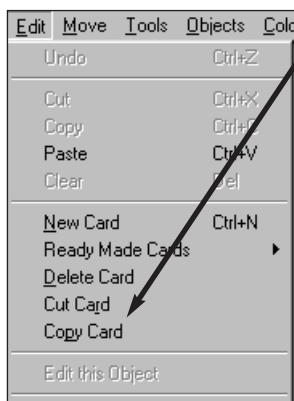 Edit Move Tools Objects Colo
Undo Ctrl+Z
Cut Ctrl+X
Copy Ctrl+C
Paste Ctrl+V
Clear Del
New Card Ctrl+N
Ready Made Cards
Delete Card
Cut Card
Copy Card
Edit this Object